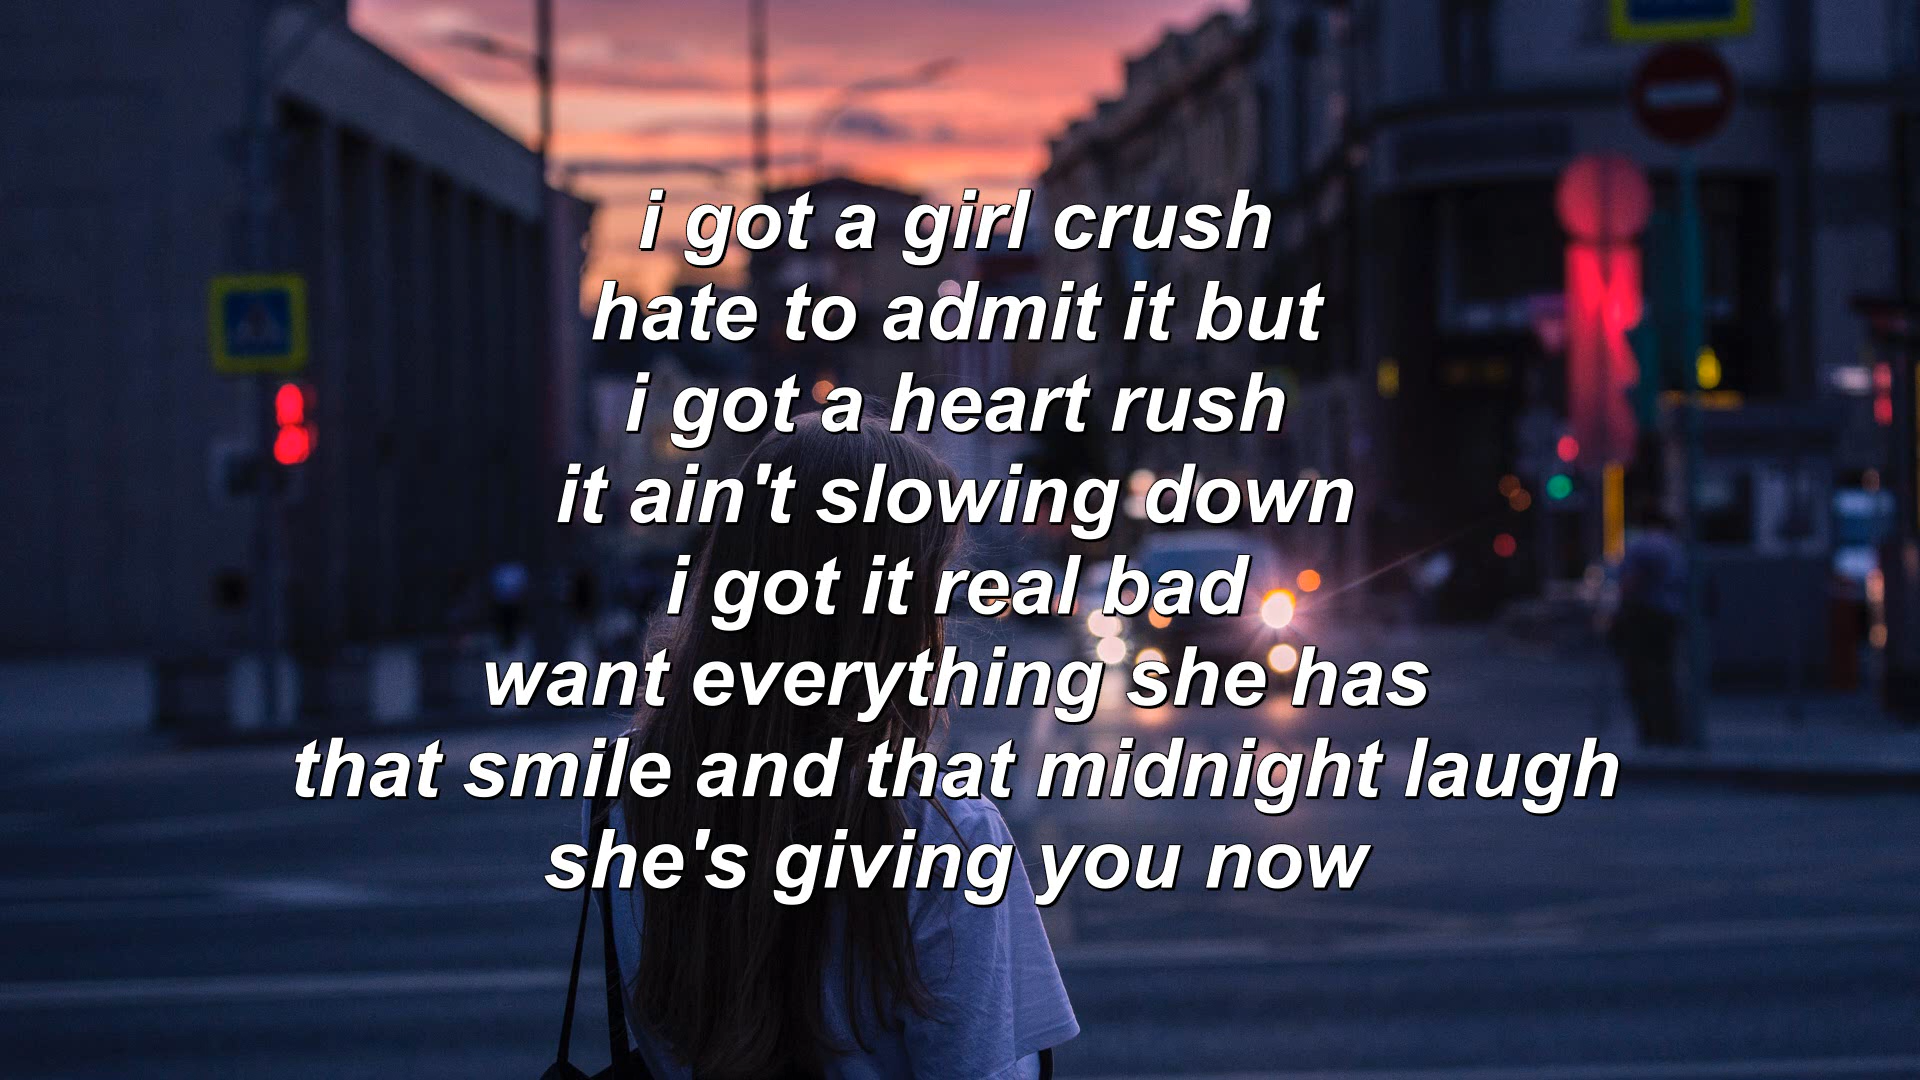 i got a girl crush
hate to admit it but
i got a heart rush
it ain't slowing down
i got it real bad
want everything she has
that smile and that midnight laugh
she's giving you now